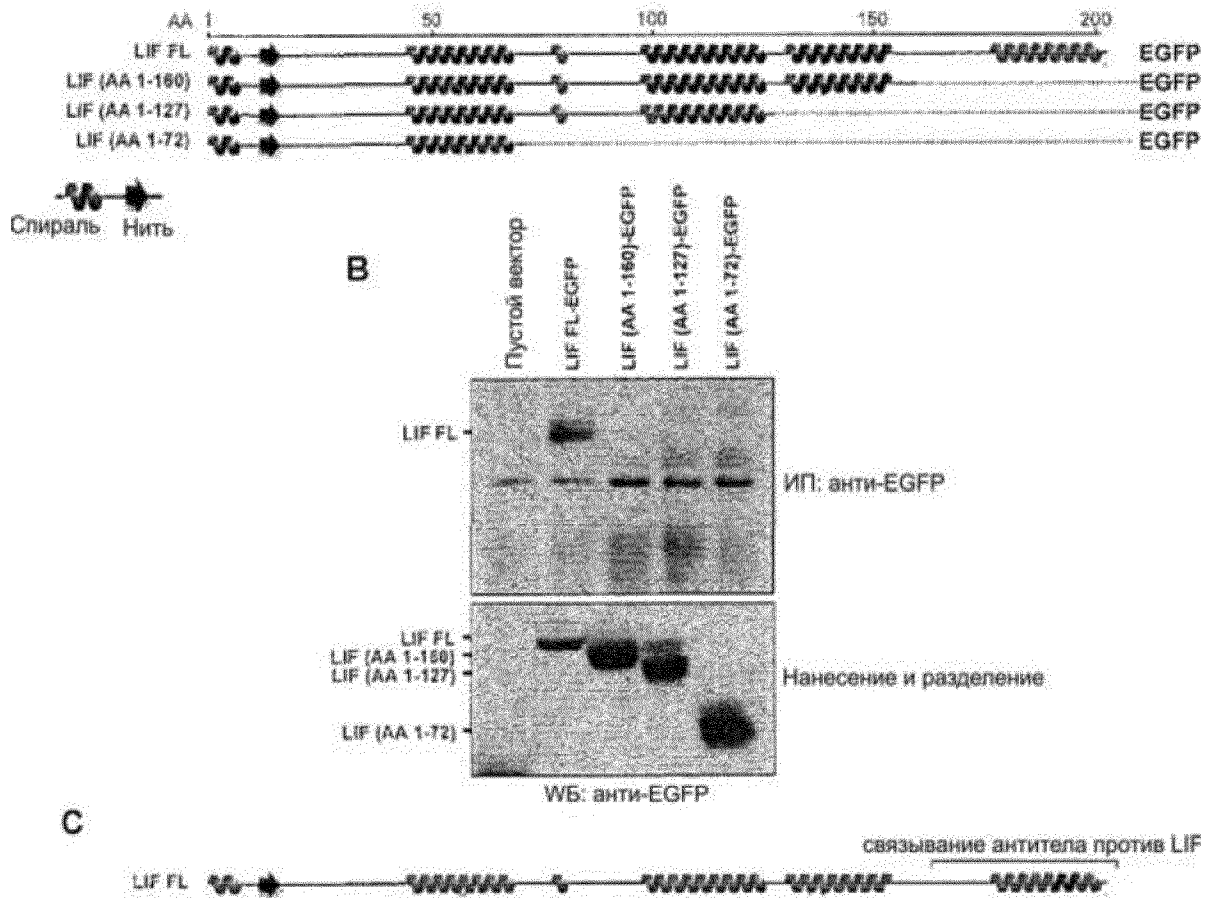 AA 1 50 100 150 200
LIF FL EGFP
LIF (AA 1-160) EGFP
LIF (AA 1-127) EGFP
LIF (AA 1-72) EGFP
Спираль Нить
B
Пустой вектор
LIF FL-EGFP
LIF (AA 1-160)-EGFP
LIF (AA 1-127)-EGFP
LIF (AA 1-72)-EGFP
LIF FL
ИП: анти-EGFP
LIF FL
LIF (AA 1-160)
LIF (AA 1-127)
Нанесение и разделение
LIF (AA 1-72)
WБ: анти-EGFP
C
связывание антитела против LIF
LIF FL